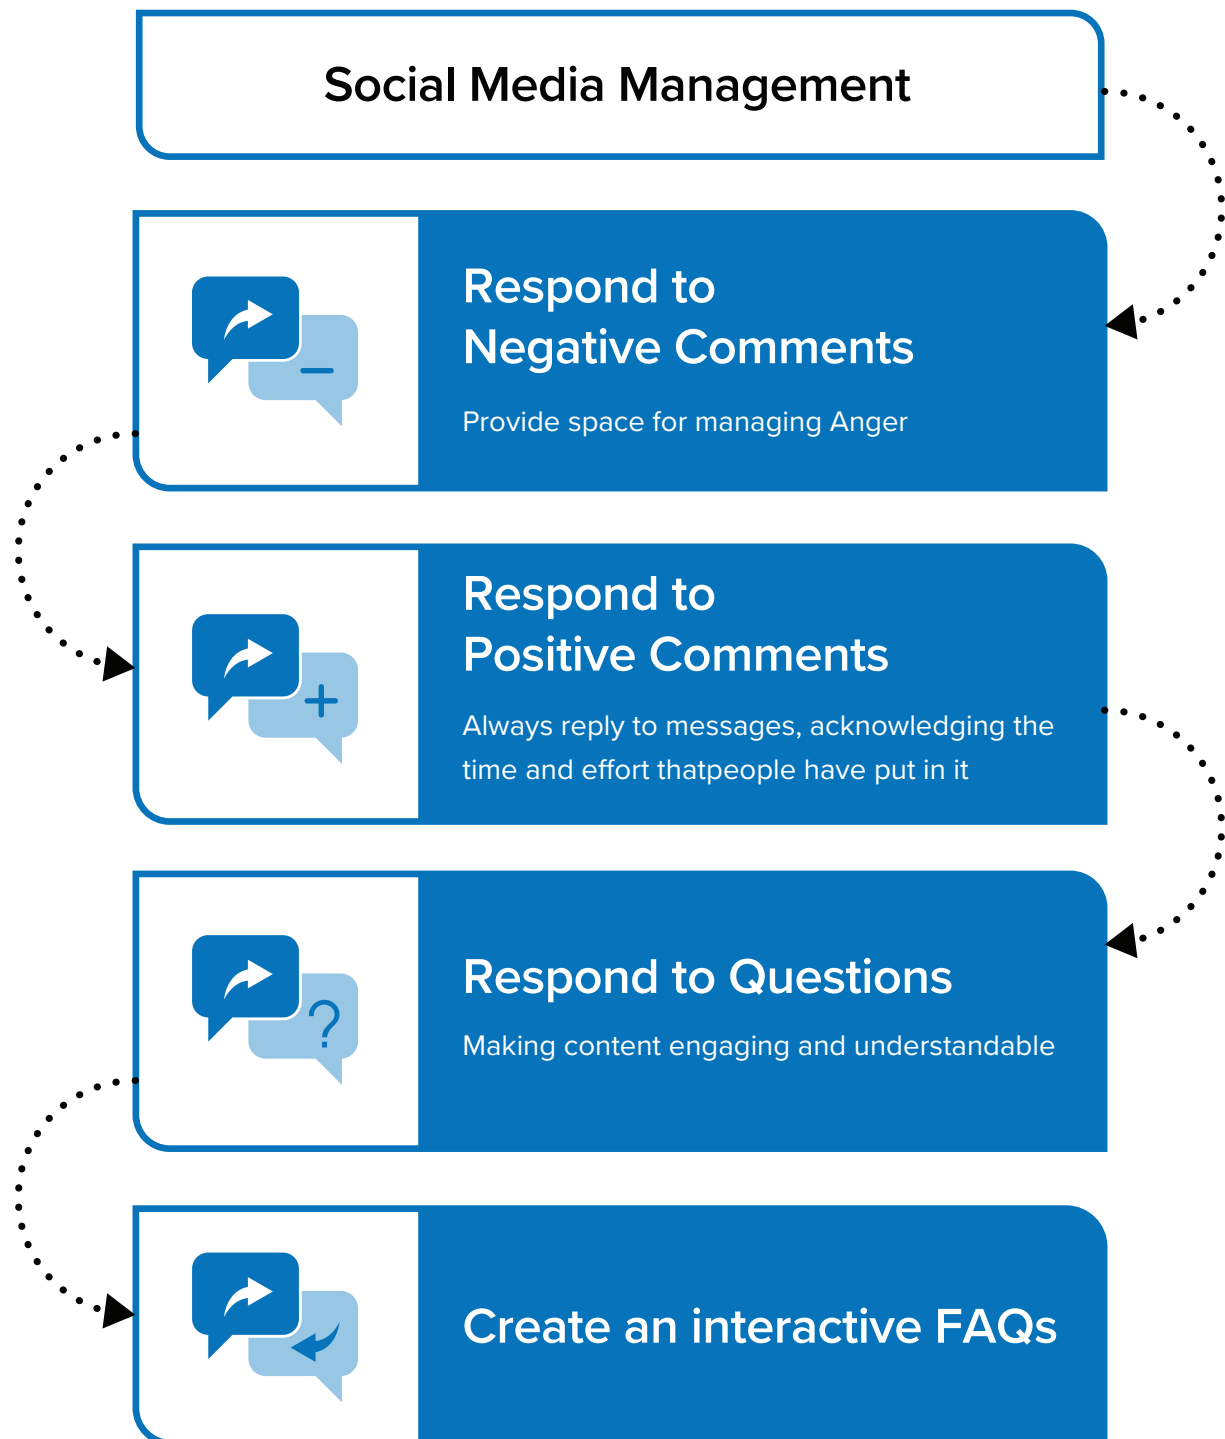 Social Media Management
Respond to
Negative Comments
Provide space for managing Anger
Respond to
Positive Comments
Always reply to messages, acknowledging the
time and effort thatpeople have put in it
Respond to Questions
Making content engaging and understandable
Create an interactive FAQs